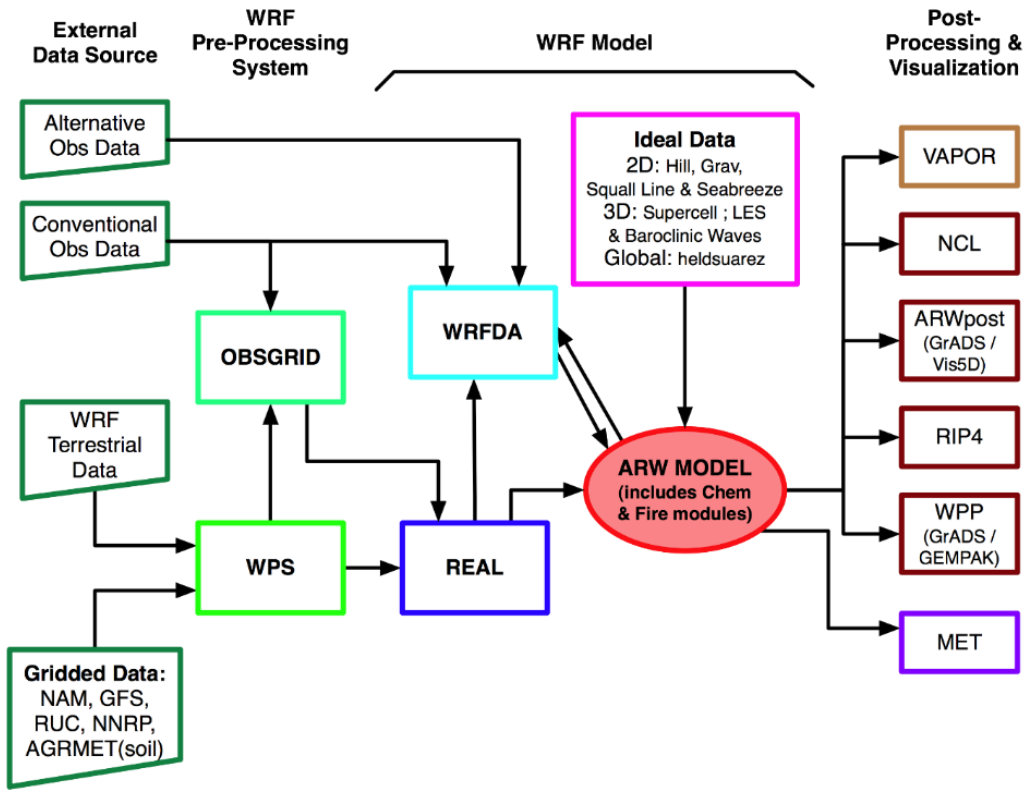 External
Data Source
WRF
Pre-Processing
System
WRF Model
Post-
Processing &
Visualization
Alternative
Obs Data
Conventional
Obs Data
WRF
Terrestrial
Data
Gridded Data:
NAM, GFS,
RUC, NNRP,
AGRMET(soil)
OBSGRID
WPS
WRFDA
REAL
Ideal Data
2D: Hill, Grav,
Squall Line & Seabreeze
3D: Supercell ; LES
& Baroclinic Waves
Global: heldsuarez
ARW MODEL
(includes Chem
& Fire modules)
VAPOR
NCL
ARWpost
(GrADS /
Vis5D)
RIP4
WPP
(GrADS /
GEMPAK)
MET